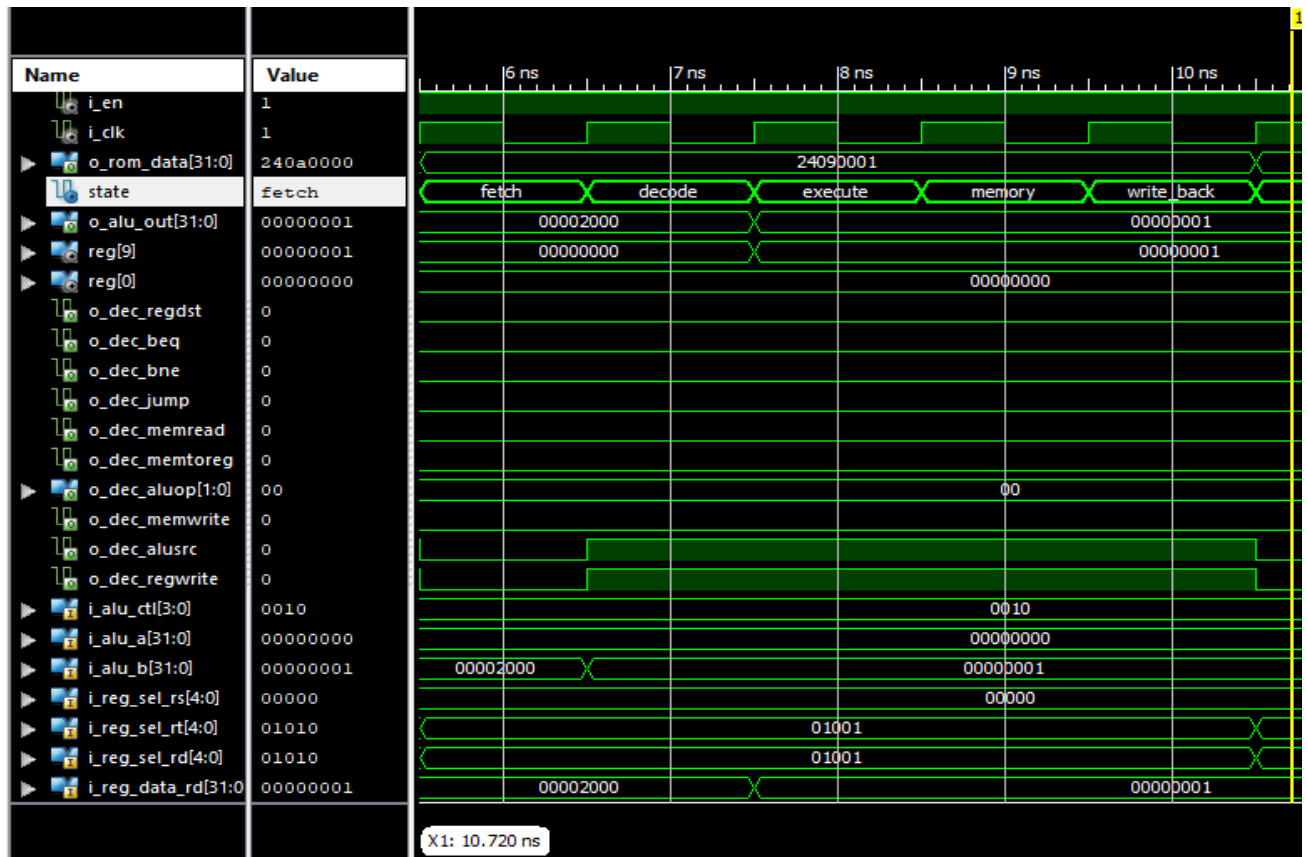 1
6 ns 7 ns 8 ns 9 ns 10 ns
Name Value
i_en 1
i_clk 1
o_rom_data[31:0] 240a0000 24090001
state fetch fetch decode execute memory write_back
o_alu_out[31:0] 00000001 00002000 00000001
reg[9] 00000001 00000000 00000001
reg[0] 00000000 00000000
o_dec_regdst 0
o_dec_beq 0
o_dec_bne 0
o_dec_jump 0
o_dec_memread 0
o_dec_memtoreg 0
o_dec_aluop[1:0] 00 00
o_dec_memwrite 0
o_dec_alusrc 0
o_dec_regwrite 0
i_alu_ctl[3:0] 0010 0010
i_alu_a[31:0] 00000000 00000000
i_alu_b[31:0] 00000001 00002000 00000001
i_reg_sel_rs[4:0] 00000 00000
i_reg_sel_rt[4:0] 01010 01001
i_reg_sel_rd[4:0] 01010 01001
i_reg_data_rd[31:0 00000001 00002000 00000001
X1: 10.720 ns